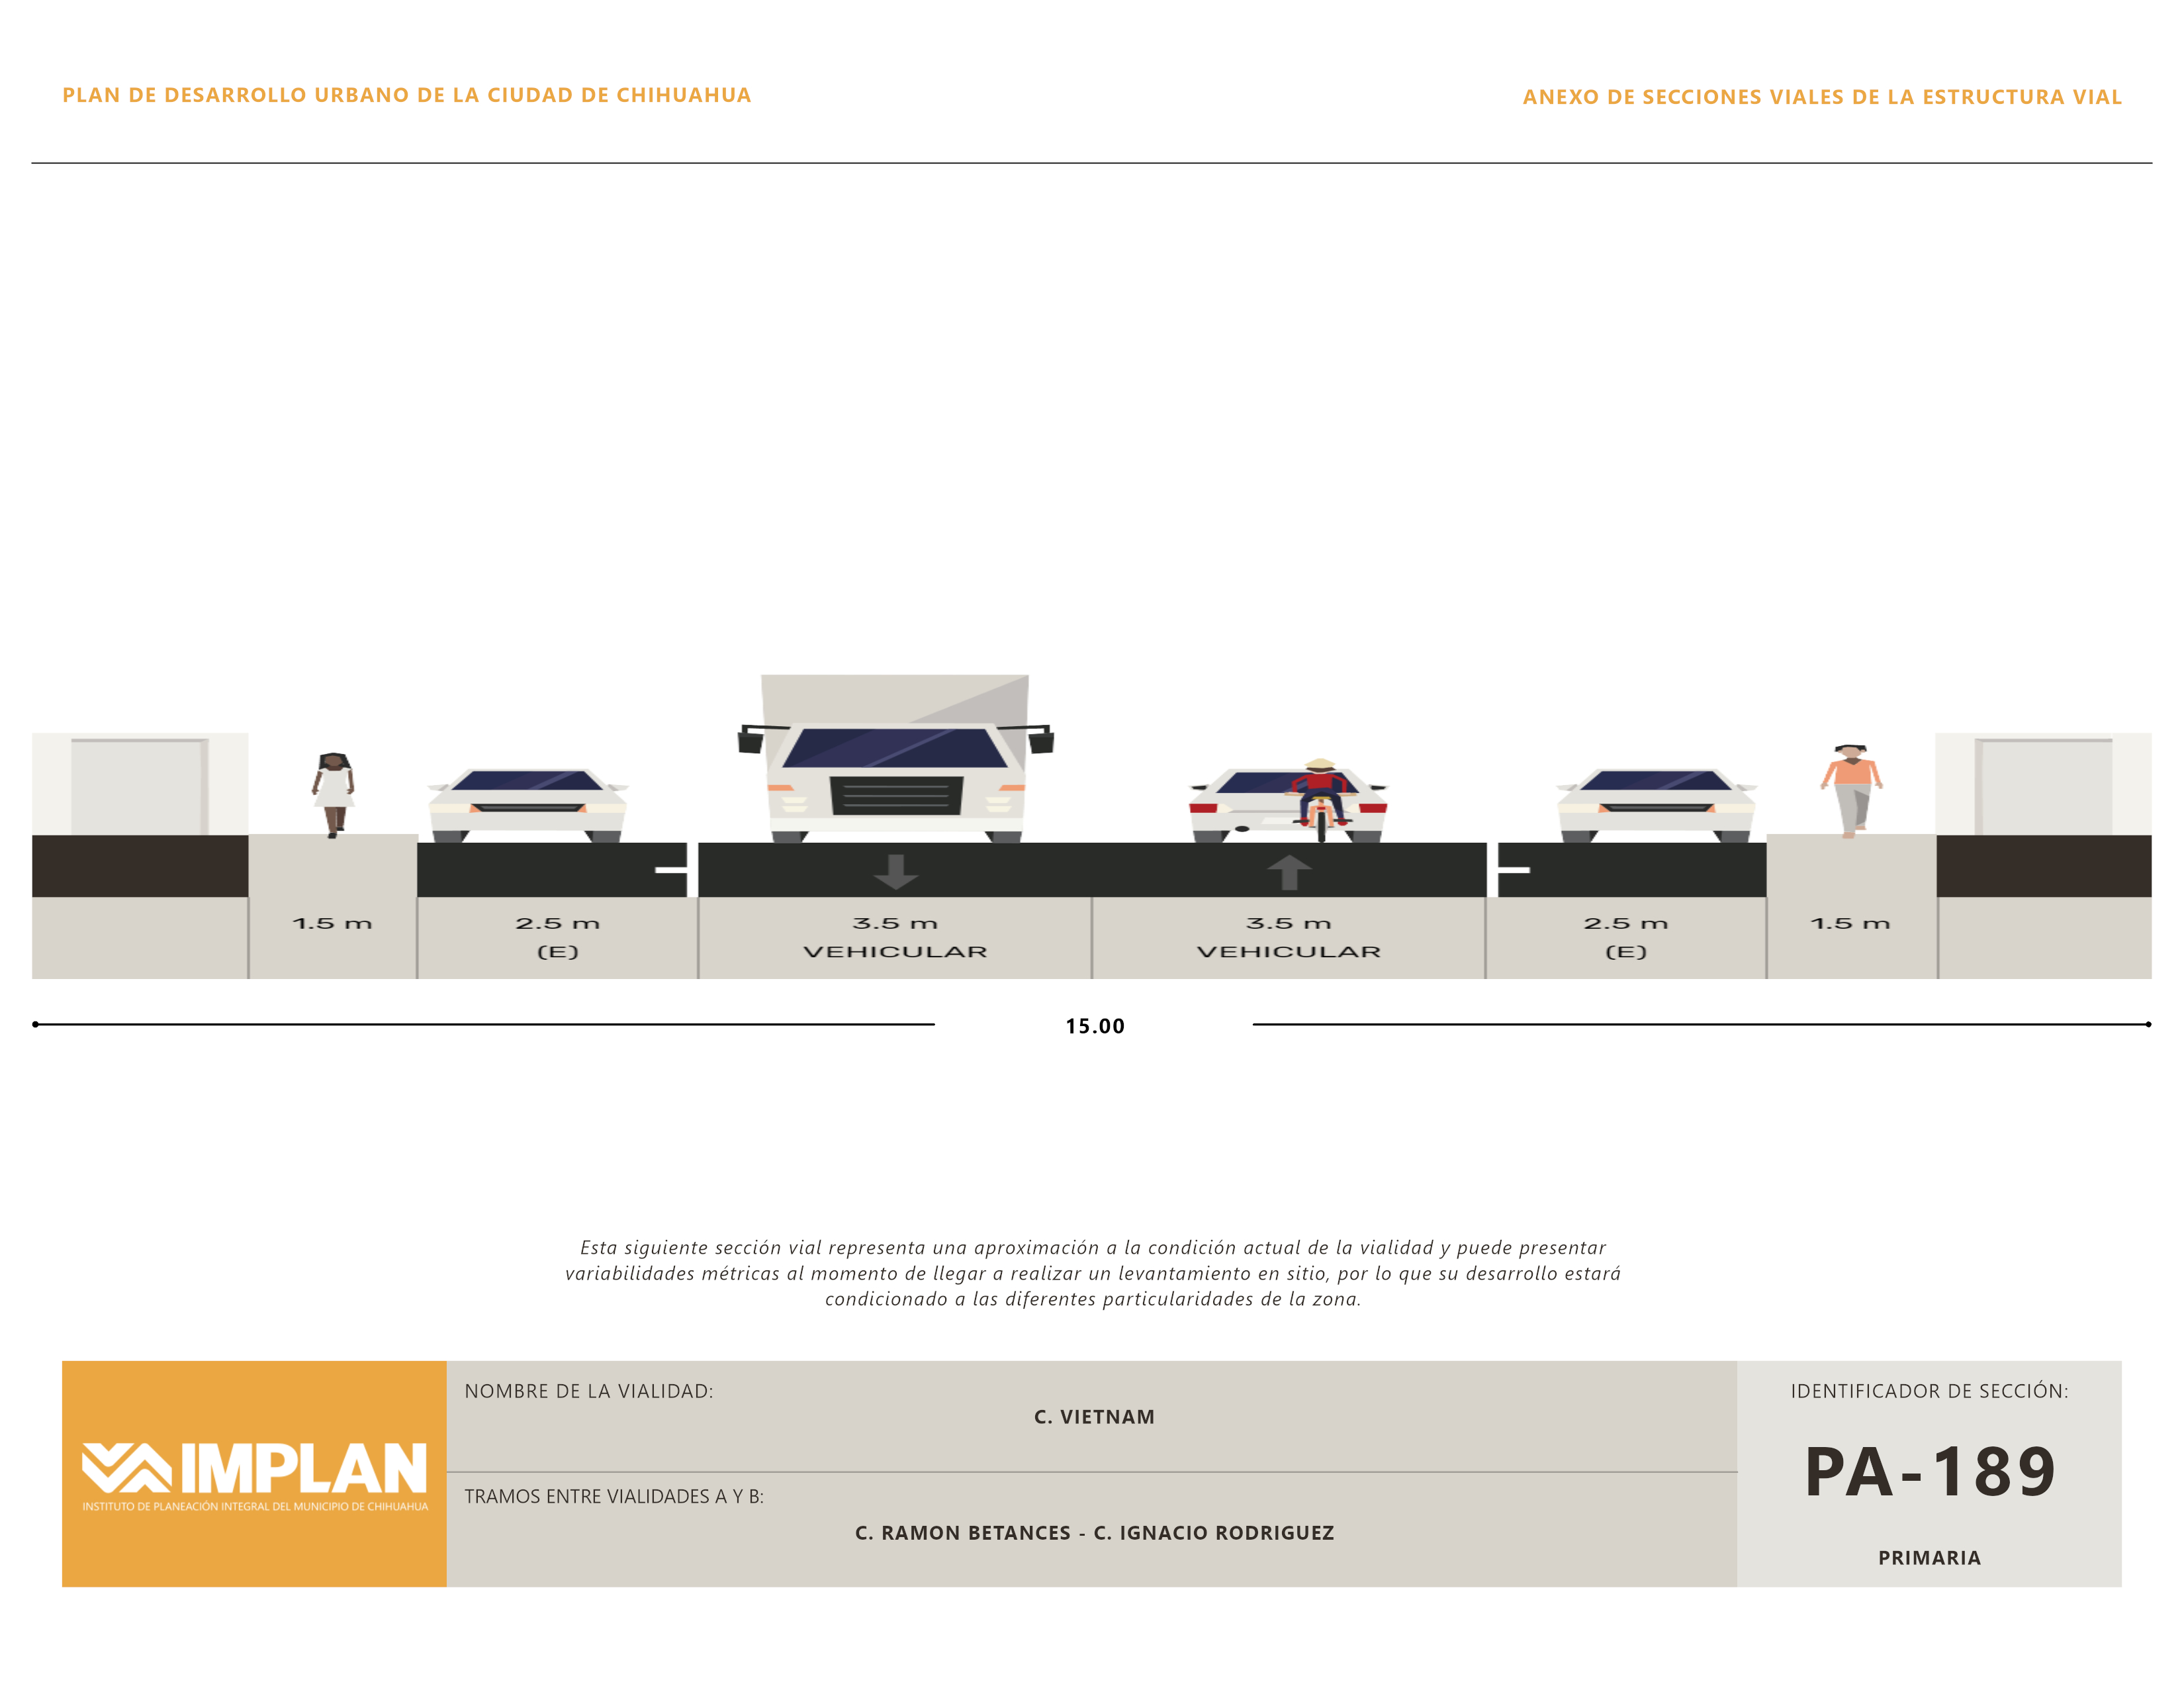 PLAN DE DESARROLLO URBANO DE LA CIUDAD DE CHIHUAHUA
ANEXO DE SECCIONES VIALES DE LA ESTRUCTURA VIAL
1.5 m
2.5 m
(E)
3.5 m
VEHICULAR
3.5 m
VEHICULAR
2.5 m
(E)
1.5 m
15.00
Esta siguiente sección vial representa una aproximación a la condición actual de la vialidad y puede presentar
variabilidades métricas al momento de llegar a realizar un levantamiento en sitio, por lo que su desarrollo estará
condicionado a las diferentes particularidades de la zona.
IMPLAN
INSTITUTO DE PLANEACIÓN INTEGRAL DEL MUNICIPIO DE CHIHUAHUA
NOMBRE DE LA VIALIDAD:
C. VIETNAM
TRAMOS ENTRE VIALIDADES A Y B:
C. RAMON BETANCES - C. IGNACIO RODRIGUEZ
IDENTIFICADOR DE SECCIÓN:
PA-189
PRIMARIA